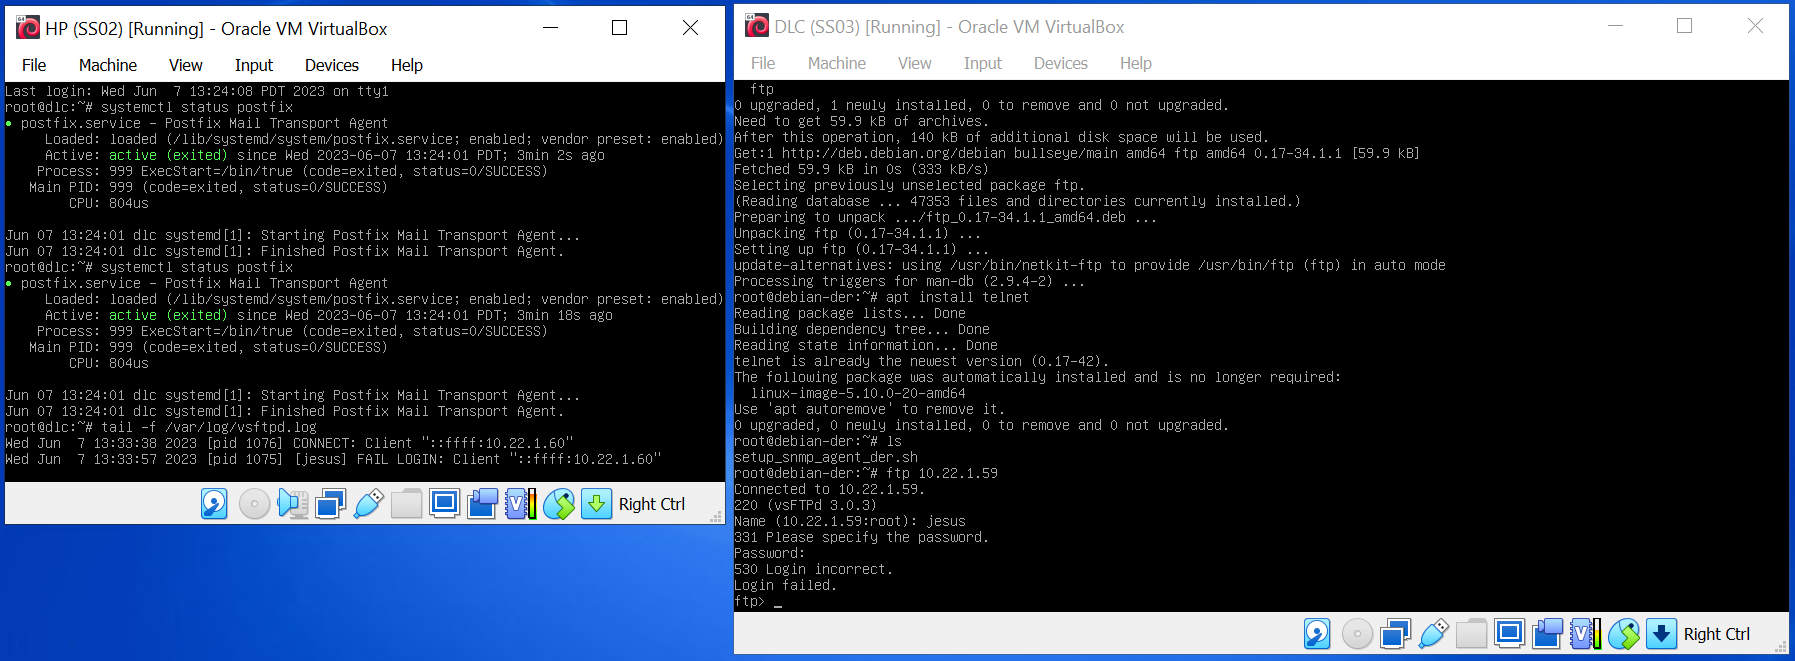 HP (SS02) [Running] - Oracle VM VirtualBox
File Machine View Input Devices Help
Last login: Wed Jun  7 13:24:08 PDT 2023 on tty1
root@dlc:~# systemctl status postfix
● postfix.service - Postfix Mail Transport Agent
     Loaded: loaded (/lib/systemd/system/postfix.service; enabled; vendor preset: enabled)
     Active: active (exited) since Wed 2023-06-07 13:24:01 PDT; 3min 2s ago
    Process: 999 ExecStart=/bin/true (code=exited, status=0/SUCCESS)
   Main PID: 999 (code=exited, status=0/SUCCESS)
        CPU: 804us
Jun 07 13:24:01 dlc systemd[1]: Starting Postfix Mail Transport Agent...
Jun 07 13:24:01 dlc systemd[1]: Finished Postfix Mail Transport Agent.
root@dlc:~# systemctl status postfix
● postfix.service - Postfix Mail Transport Agent
     Loaded: loaded (/lib/systemd/system/postfix.service; enabled; vendor preset: enabled)
     Active: active (exited) since Wed 2023-06-07 13:24:01 PDT; 3min 18s ago
    Process: 999 ExecStart=/bin/true (code=exited, status=0/SUCCESS)
   Main PID: 999 (code=exited, status=0/SUCCESS)
        CPU: 804us
Jun 07 13:24:01 dlc systemd[1]: Starting Postfix Mail Transport Agent...
Jun 07 13:24:01 dlc systemd[1]: Finished Postfix Mail Transport Agent.
root@dlc:~# tail -f /var/log/vsftpd.log
Wed Jun  7 13:33:38 2023 [pid 1076] CONNECT: Client "::ffff:10.22.1.60"
Wed Jun  7 13:33:57 2023 [pid 1075] [jesus] FAIL LOGIN: Client "::ffff:10.22.1.60"
Right Ctrl
DLC (SS03) [Running] - Oracle VM VirtualBox
File Machine View Input Devices Help
  ftp
0 upgraded, 1 newly installed, 0 to remove and 0 not upgraded.
Need to get 59.9 kB of archives.
After this operation, 140 kB of additional disk space will be used.
Get:1 http://deb.debian.org/debian bullseye/main amd64 ftp amd64 0.17-34.1.1 [59.9 kB]
Fetched 59.9 kB in 0s (333 kB/s)
Selecting previously unselected package ftp.
(Reading database ... 47353 files and directories currently installed.)
Preparing to unpack .../ftp_0.17-34.1.1_amd64.deb ...
Unpacking ftp (0.17-34.1.1) ...
Setting up ftp (0.17-34.1.1) ...
update-alternatives: using /usr/bin/netkit-ftp to provide /usr/bin/ftp (ftp) in auto mode
Processing triggers for man-db (2.9.4-2) ...
root@debian-der:~# apt install telnet
Reading package lists... Done
Building dependency tree... Done
Reading state information... Done
telnet is already the newest version (0.17-42).
The following package was automatically installed and is no longer required:
  linux-image-5.10.0-20-amd64
Use 'apt autoremove' to remove it.
0 upgraded, 0 newly installed, 0 to remove and 0 not upgraded.
root@debian-der:~# ls
setup_snmp_agent_der.sh
root@debian-der:~# ftp 10.22.1.59
Connected to 10.22.1.59.
220 (vsFTPd 3.0.3)
Name (10.22.1.59:root): jesus
331 Please specify the password.
Password:
530 Login incorrect.
Login failed.
ftp> _
Right Ctrl